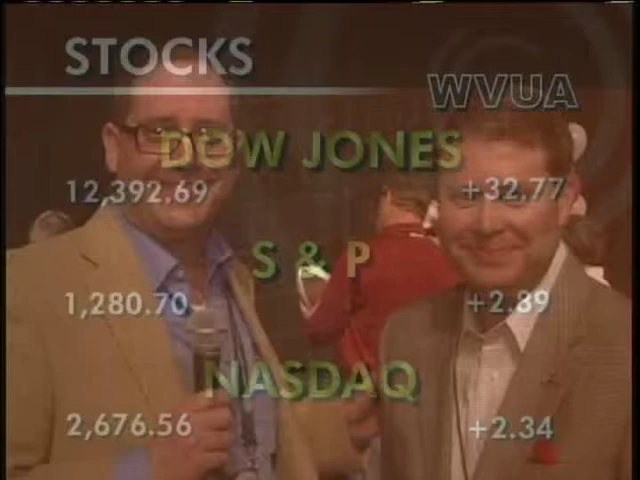 STOCKS
WVUA
DOW JONES
12,392.69 +32.77
S & P
1,280.70 +2.89
NASDAQ
2,676.56 +2.34